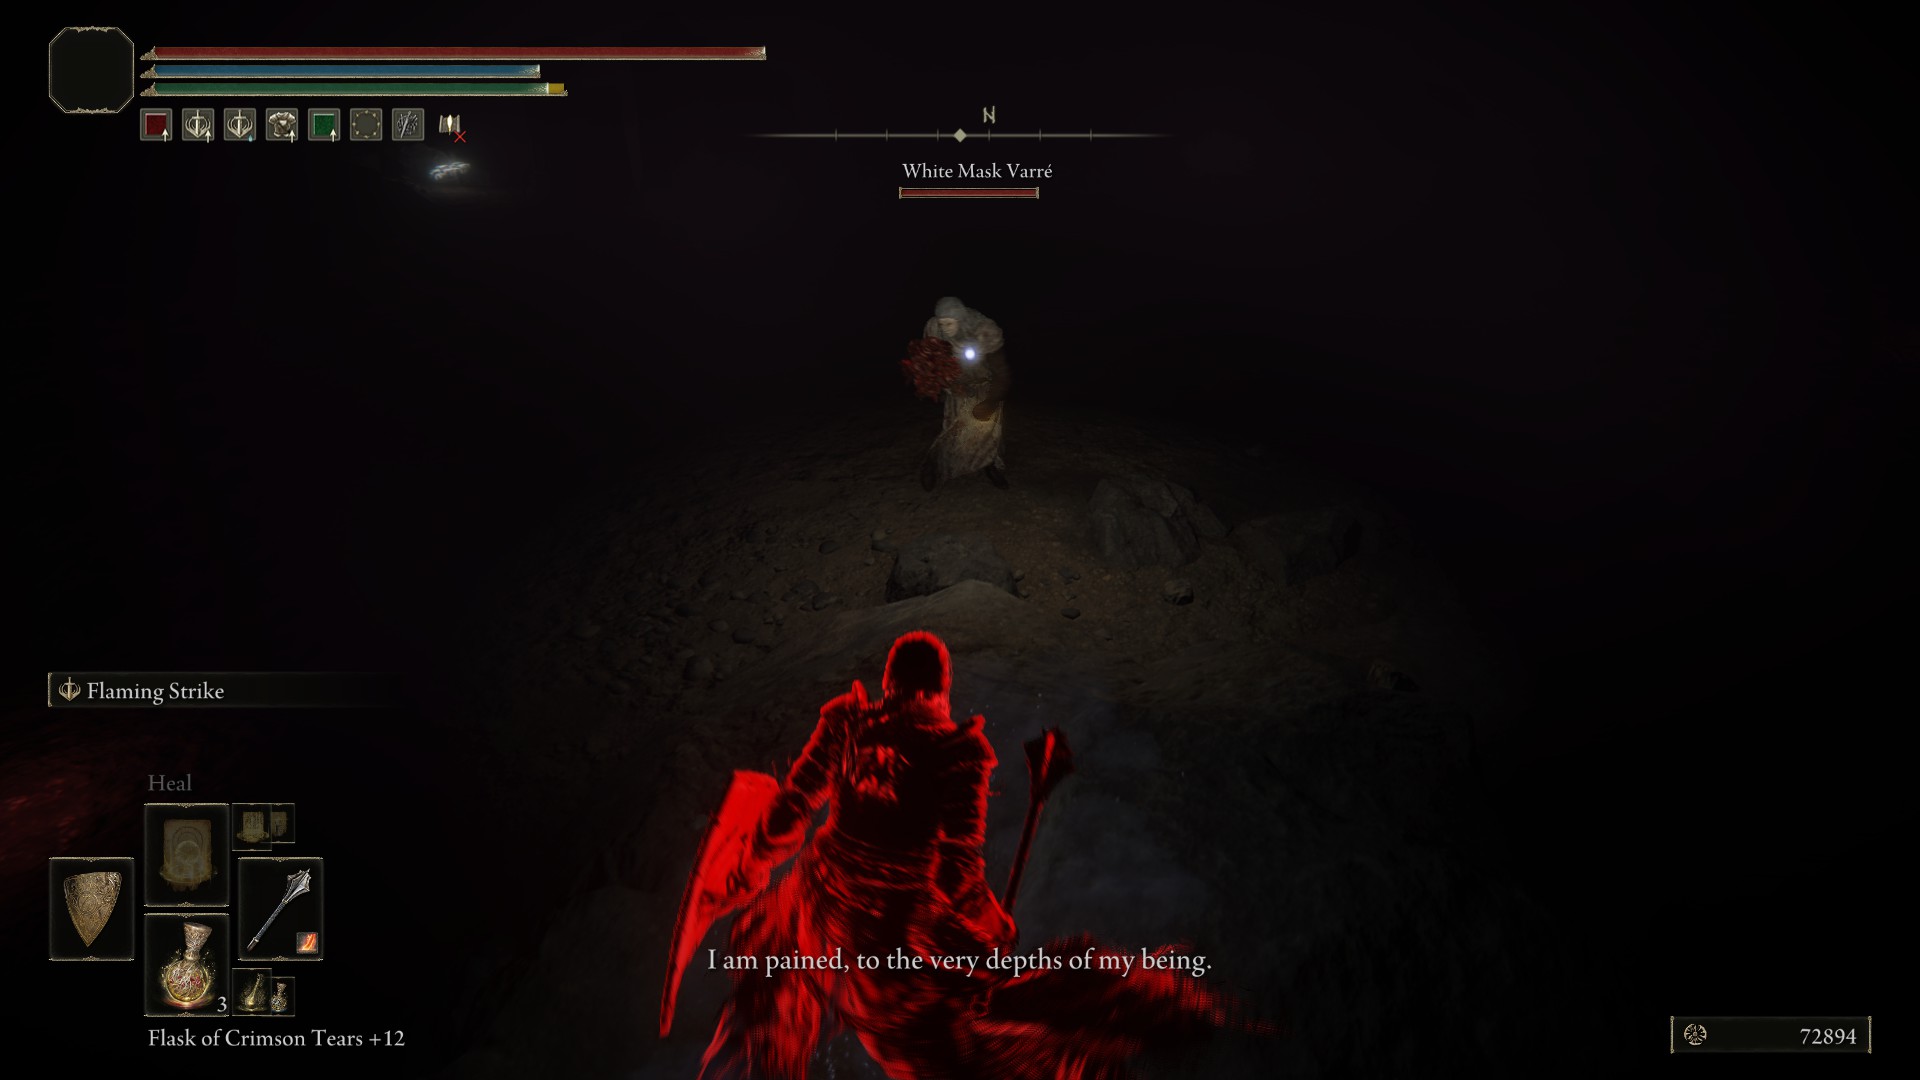 N
White Mask Varré
Flaming Strike
Heal
3
Flask of Crimson Tears +12
I am pained, to the very depths of my being.
72894